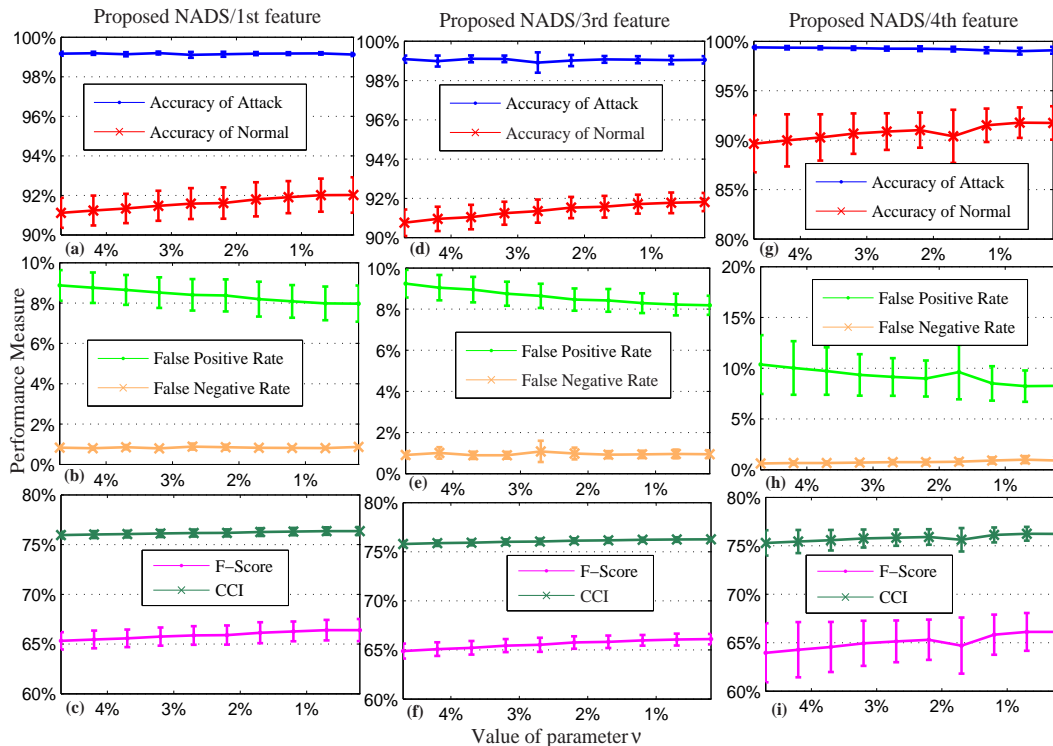 Proposed NADS/1st feature
Proposed NADS/3rd feature
Proposed NADS/4th feature
Performance Measure
100%
98%
96%
94%
92%
90%
Accuracy of Attack
Accuracy of Normal
(a)
4% 3% 2% 1%
100%
98%
96%
94%
92%
90%
Accuracy of Attack
Accuracy of Normal
(d)
4% 3% 2% 1%
100%
95%
90%
85%
80%
Accuracy of Attack
Accuracy of Normal
(g)
4% 3% 2% 1%
10%
8%
6%
4%
2%
0%
False Positive Rate
False Negative Rate
(b)
4% 3% 2% 1%
10%
8%
6%
4%
2%
0%
False Positive Rate
False Negative Rate
(e)
4% 3% 2% 1%
20%
15%
10%
5%
0%
False Positive Rate
False Negative Rate
(h)
4% 3% 2% 1%
80%
75%
70%
65%
60%
F−Score
CCI
(c)
4% 3% 2% 1%
80%
75%
70%
65%
60%
F−Score
CCI
(f)
4% 3% 2% 1%
80%
75%
70%
65%
60%
F−Score
CCI
(i)
4% 3% 2% 1%
Value of parameter ν